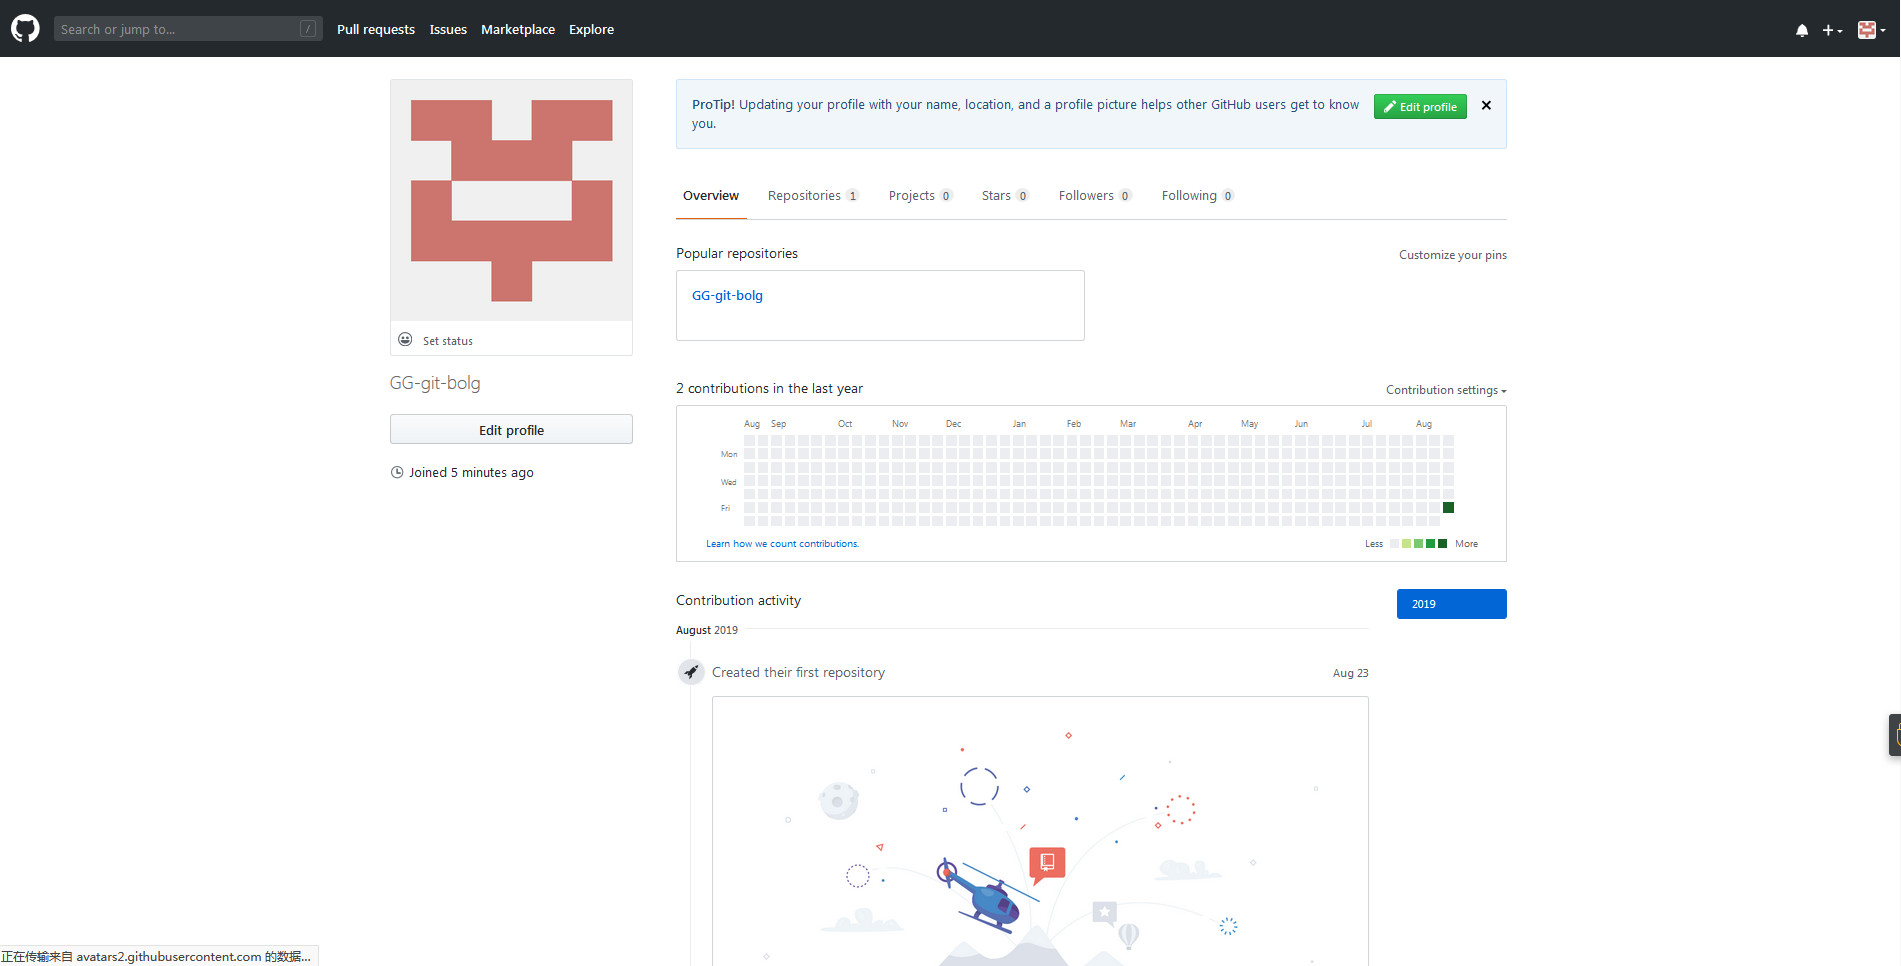 Search or jump to... /
Pull requests Issues Marketplace Explore
ProTip! Updating your profile with your name, location, and a profile picture helps other GitHub users get to know
you.
Edit profile
Overview Repositories 1 Projects 0 Stars 0 Followers 0 Following 0
Popular repositories
Customize your pins
GG-git-bolg
Set status
GG-git-bolg
Edit profile
Joined 5 minutes ago
2 contributions in the last year
Contribution settings
Aug Sep Oct Nov Dec Jan Feb Mar Apr May Jun Jul Aug
Mon
Wed
Fri
Learn how we count contributions.
Less More
Contribution activity
2019
August 2019
Created their first repository
Aug 23
正在传输来自 avatars2.githubusercontent.com 的数据...